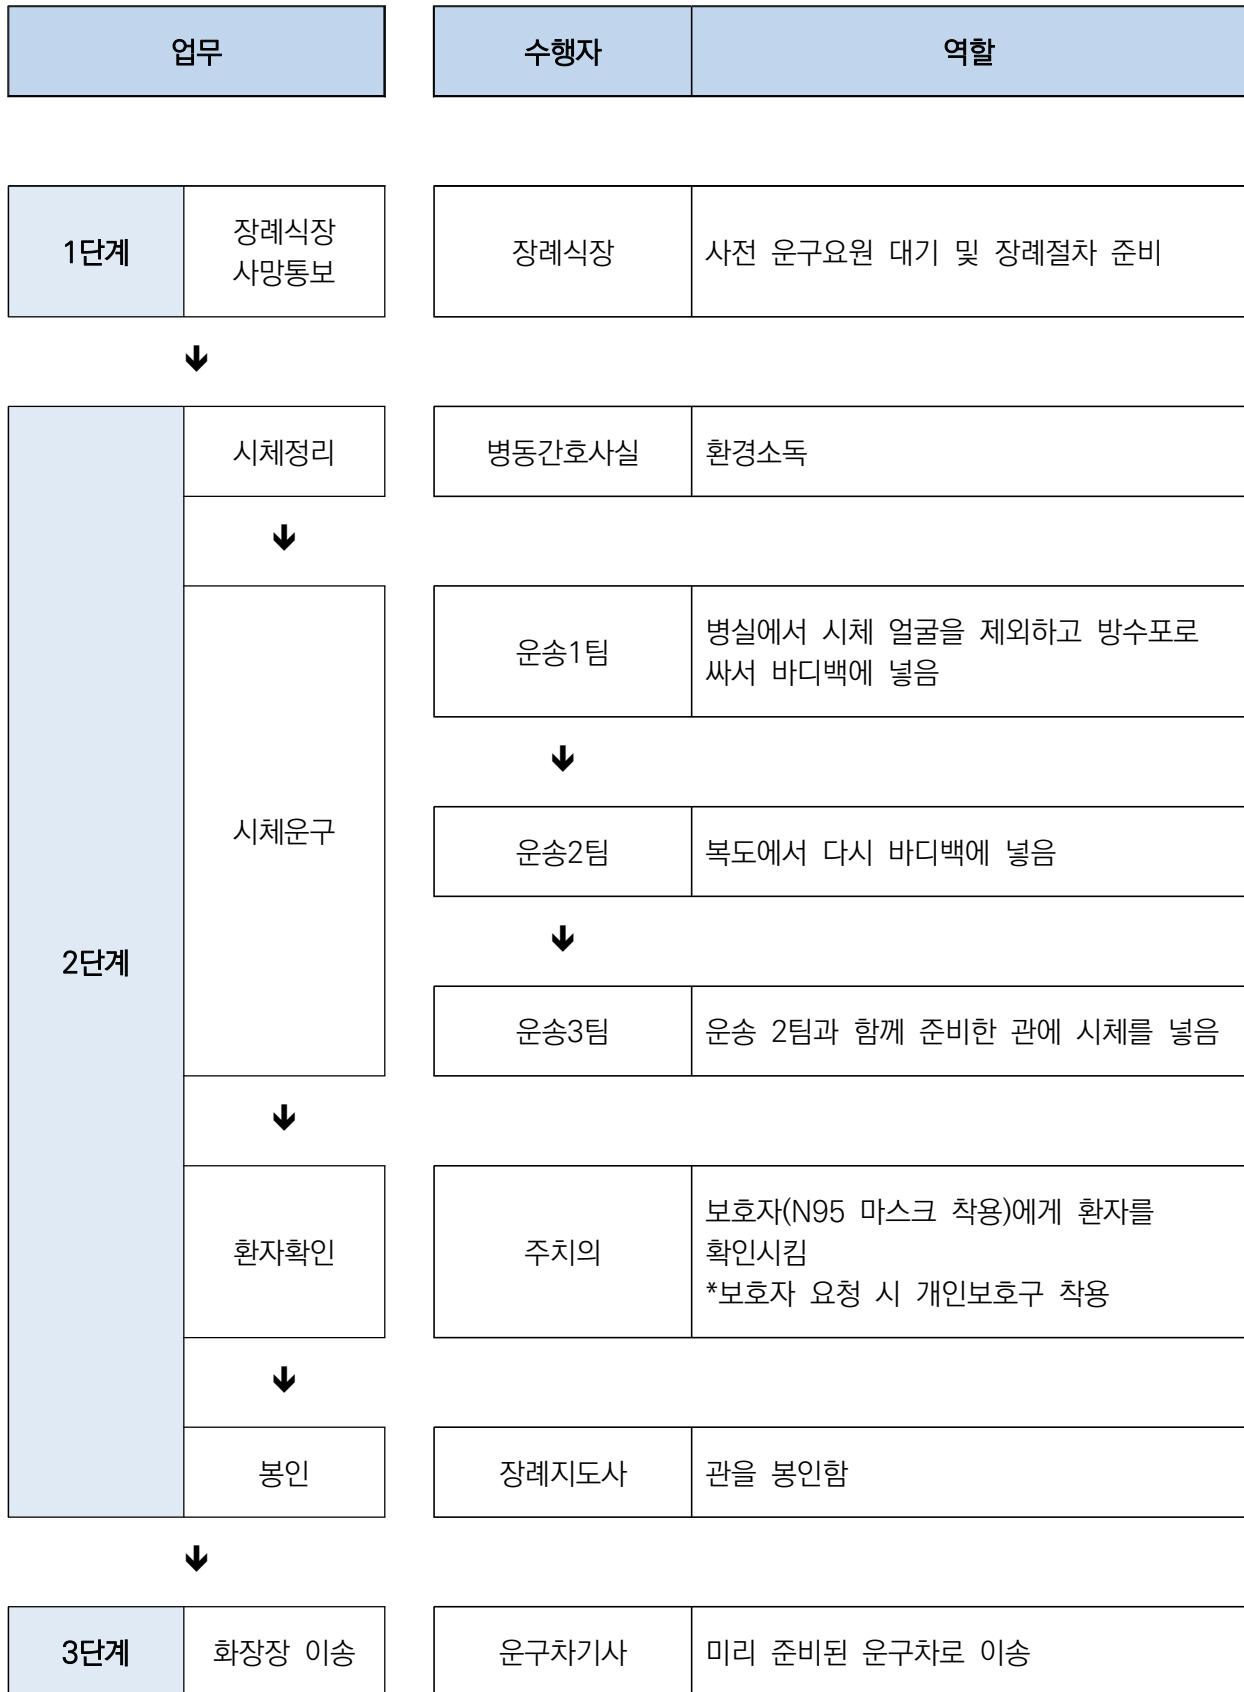 업무 수행자 역할
1단계 장례식장 사망통보 장례식장 사전 운구요원 대기 및 장례절차 준비
2단계
시체정리 병동간호사실 환경소독
시체운구
운송1팀
병실에서 시체 얼굴을 제외하고 방수포로
싸서 바디백에 넣음
운송2팀 복도에서 다시 바디백에 넣음
운송3팀 운송 2팀과 함께 준비한 관에 시체를 넣음
환자확인 주치의
보호자(N95 마스크 착용)에게 환자를
확인시킴
*보호자 요청 시 개인보호구 착용
봉인 장례지도사 관을 봉인함
3단계 화장장 이송 운구차기사 미리 준비된 운구차로 이송